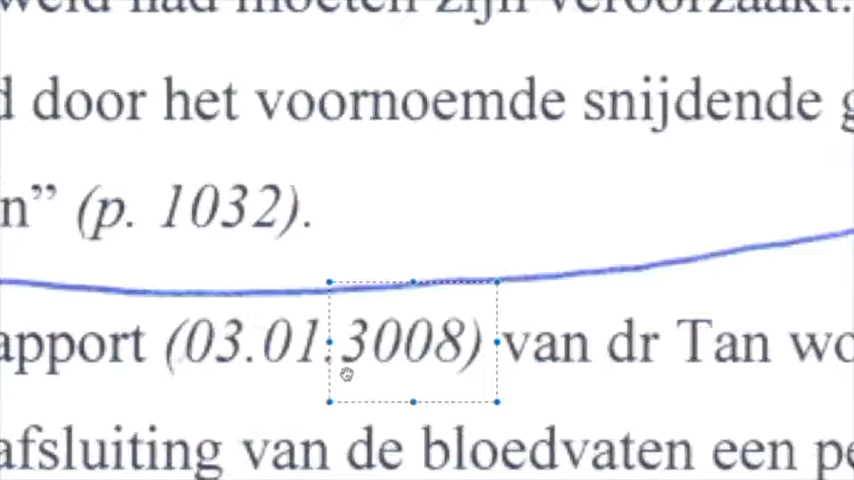 door het voornoemde snijdende
n” (p. 1032).
apport (03.01.3008) van dr Tan wo
afsluiting van de bloedvaten een pe